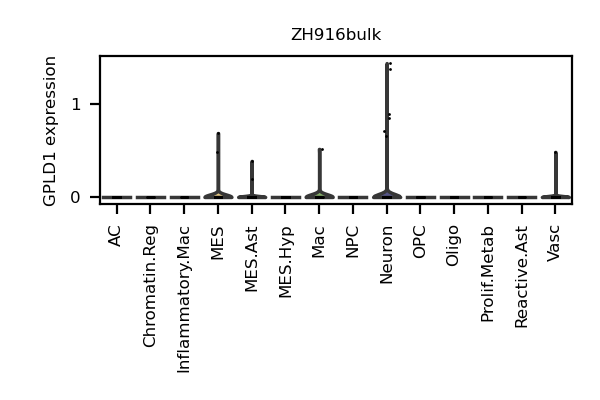 ZH916bulk
GPLD1 expression
1
0
AC
Chromatin.Reg
Inflammatory.Mac
MES
MES.Ast
MES.Hyp
Mac
NPC
Neuron
OPC
Oligo
Prolif.Metab
Reactive.Ast
Vasc